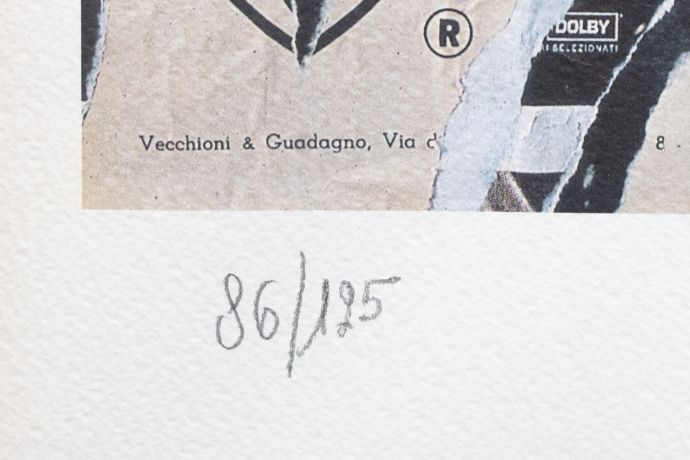 ®
DOLBY
I SELEZIONATI
Vecchioni & Guadagno, Via d
8 -
86/125